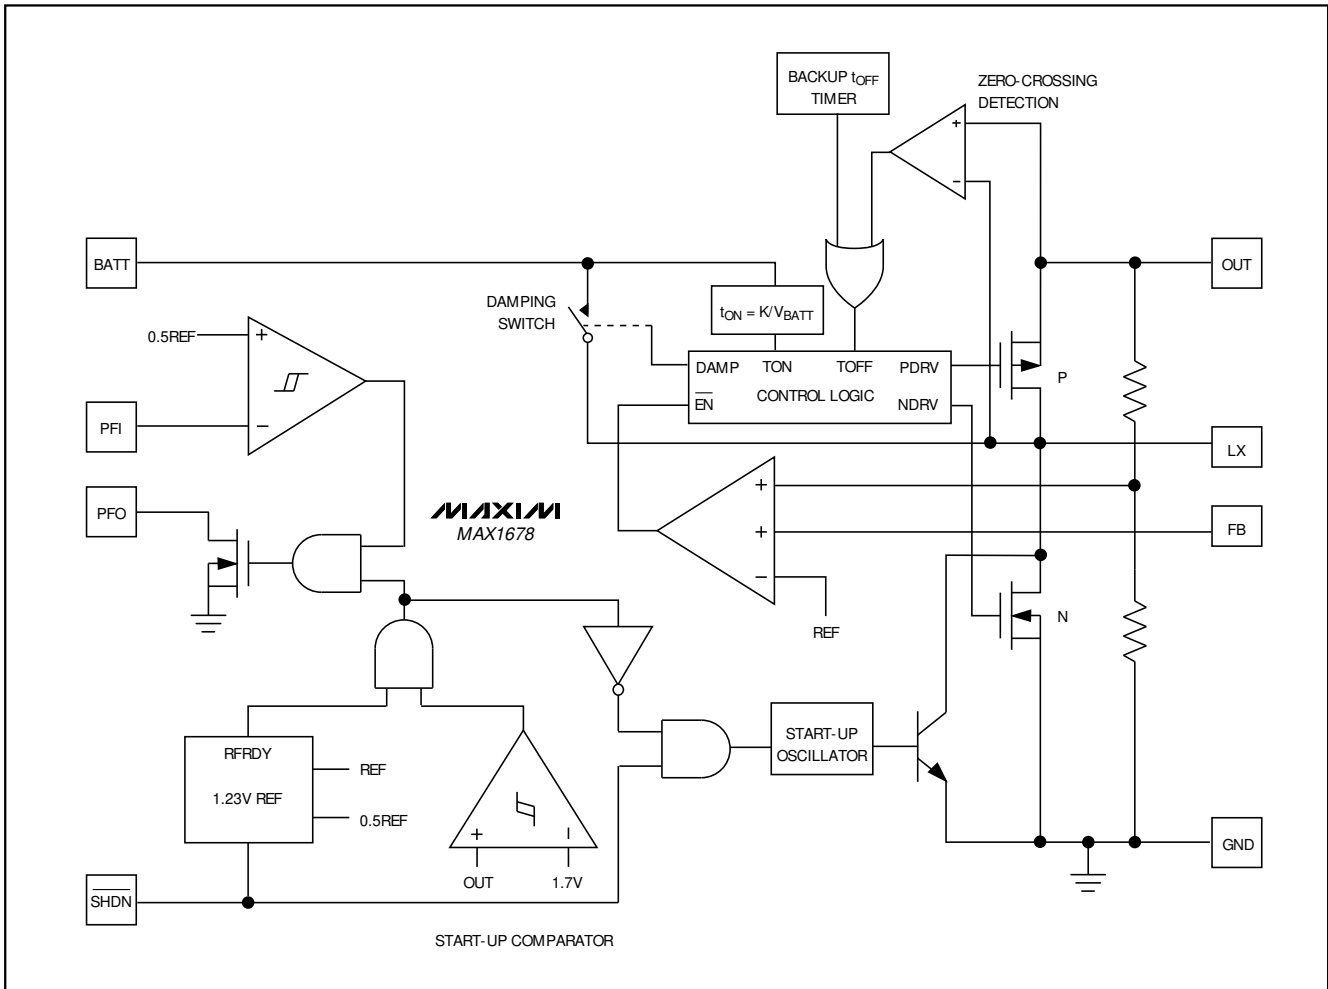 BACKUP tOFF
TIMER
ZERO-CROSSING
DETECTION
+
−
BATT
OUT
DAMPING
SWITCH
tON = K/VBATT
0.5REF
+
DAMP TON TOFF PDRV
P
EN
CONTROL LOGIC
NDRV
PFI
−
LX
+
PFO
MAXIM
MAX1678
+
FB
−
N
REF
START-UP
OSCILLATOR
RFRDY
REF
1.23V REF
0.5REF
+
−
GND
OUT
1.7V
SHDN
START-UP COMPARATOR